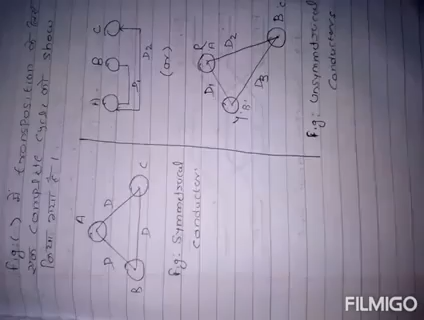 Fig.( ) में transposition के लिए
एक complete cycle को show
किया गया है।
A B C
D1
D2
(or)
R
A
D2
B.C
D1
D3
Y.B.
Fig: Unsymmetrical
conductors
A
D
D
B
D
C
Fig: Symmetrical
conductors
FILMIGO